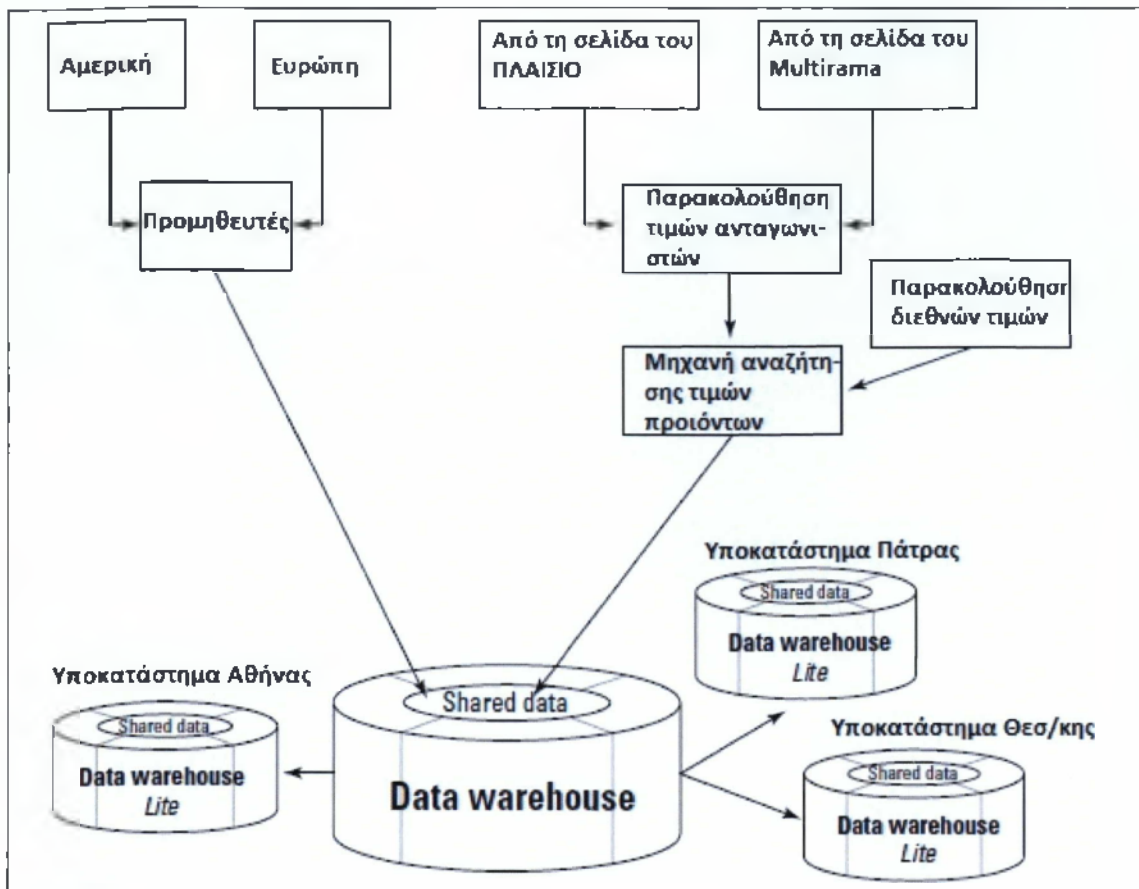 Αμερική
Ευρώπη
Από τη σελίδα του
ΠΛΑΙΣΙΟ
Από τη σελίδα του
Multirama
Προμηθευτές
Παρακολούθηση
τιμών ανταγωνι-
στών
Παρακολούθηση
διεθνών τιμών
Μηχανή αναζήτη-
σης τιμών
προιόντων
Υποκατάστημα Πάτρας
Shared data
Data warehouse
Lite
Υποκατάστημα Αθήνας
Shared data
Data warehouse
Lite
Shared data
Data warehouse
Υποκατάστημα Θεσ/κης
Shared data
Data warehouse
Lite